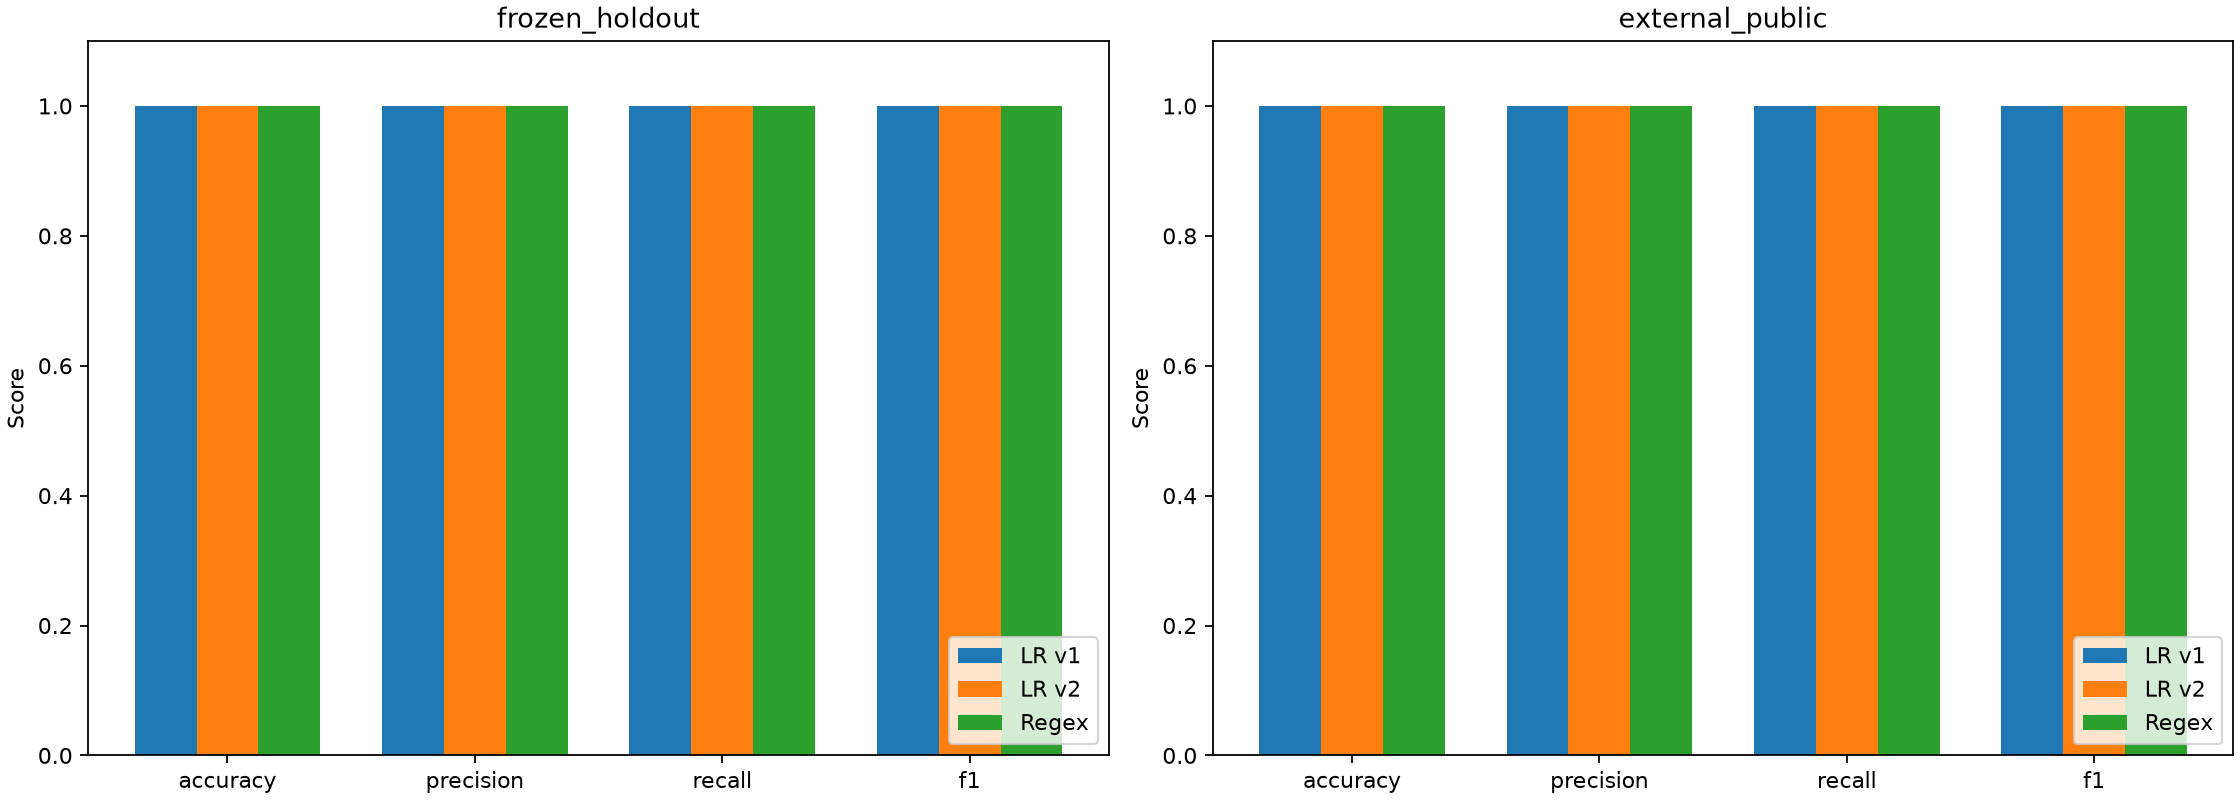 frozen_holdout
Score
1.0
0.8
0.6
0.4
0.2
0.0
accuracy precision recall f1
LR v1
LR v2
Regex
external_public
Score
1.0
0.8
0.6
0.4
0.2
0.0
accuracy precision recall f1
LR v1
LR v2
Regex